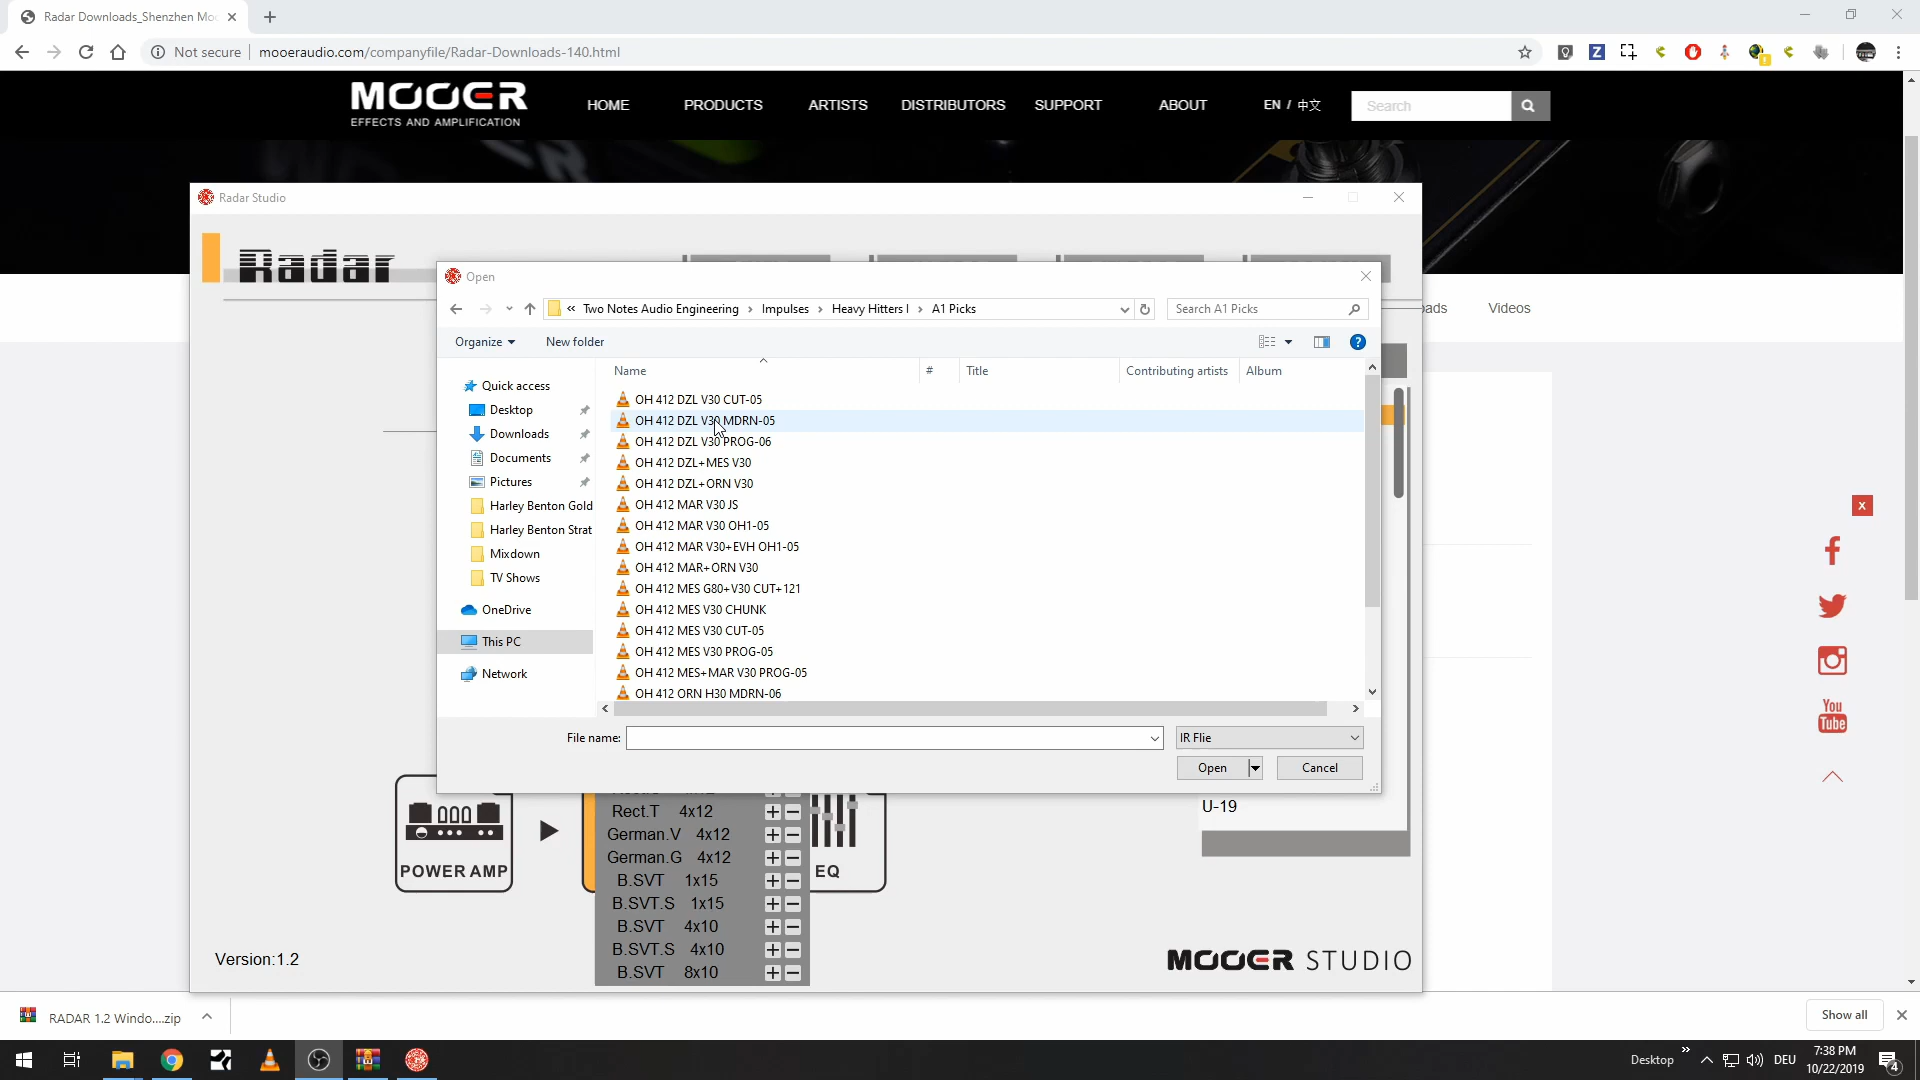 Radar Downloads_Shenzhen Moo
Not secure
mooeraudio.com/companyfile/Radar-Downloads-140.html
MOOER
EFFECTS AND AMPLIFICATION
HOME
PRODUCTS
ARTISTS
DISTRIBUTORS
SUPPORT
ABOUT
EN / 中文
Search
Radar Studio
Radar
oads
Videos
Open
« Two Notes Audio Engineering › Impulses › Heavy Hitters I › A1 Picks
Search A1 Picks
Organize
New folder
Name
#
Title
Contributing artists
Album
Quick access
Desktop
Downloads
Documents
Pictures
Harley Benton Gold
Harley Benton Strat
Mixdown
TV Shows
OneDrive
This PC
Network
OH 412 DZL V30 CUT-05
OH 412 DZL V30 MDRN-05
OH 412 DZL V30 PROG-06
OH 412 DZL+MES V30
OH 412 DZL+ORN V30
OH 412 MAR V30 JS
OH 412 MAR V30 OH1-05
OH 412 MAR V30+EVH OH1-05
OH 412 MAR+ORN V30
OH 412 MES G80+V30 CUT+121
OH 412 MES V30 CHUNK
OH 412 MES V30 CUT-05
OH 412 MES V30 PROG-05
OH 412 MES+MAR V30 PROG-05
OH 412 ORN H30 MDRN-06
File name:
IR Flie
Open
Cancel
x
You
Tube
POWER AMP
Rect.T 4x12
German.V 4x12
German.G 4x12
B.SVT 1x15
B.SVT.S 1x15
B.SVT 4x10
B.SVT.S 4x10
B.SVT 8x10
EQ
U-19
Version:1.2
MOOER STUDIO
RADAR 1.2 Windo....zip
Show all
Desktop
»
DEU
7:38 PM
10/22/2019
4